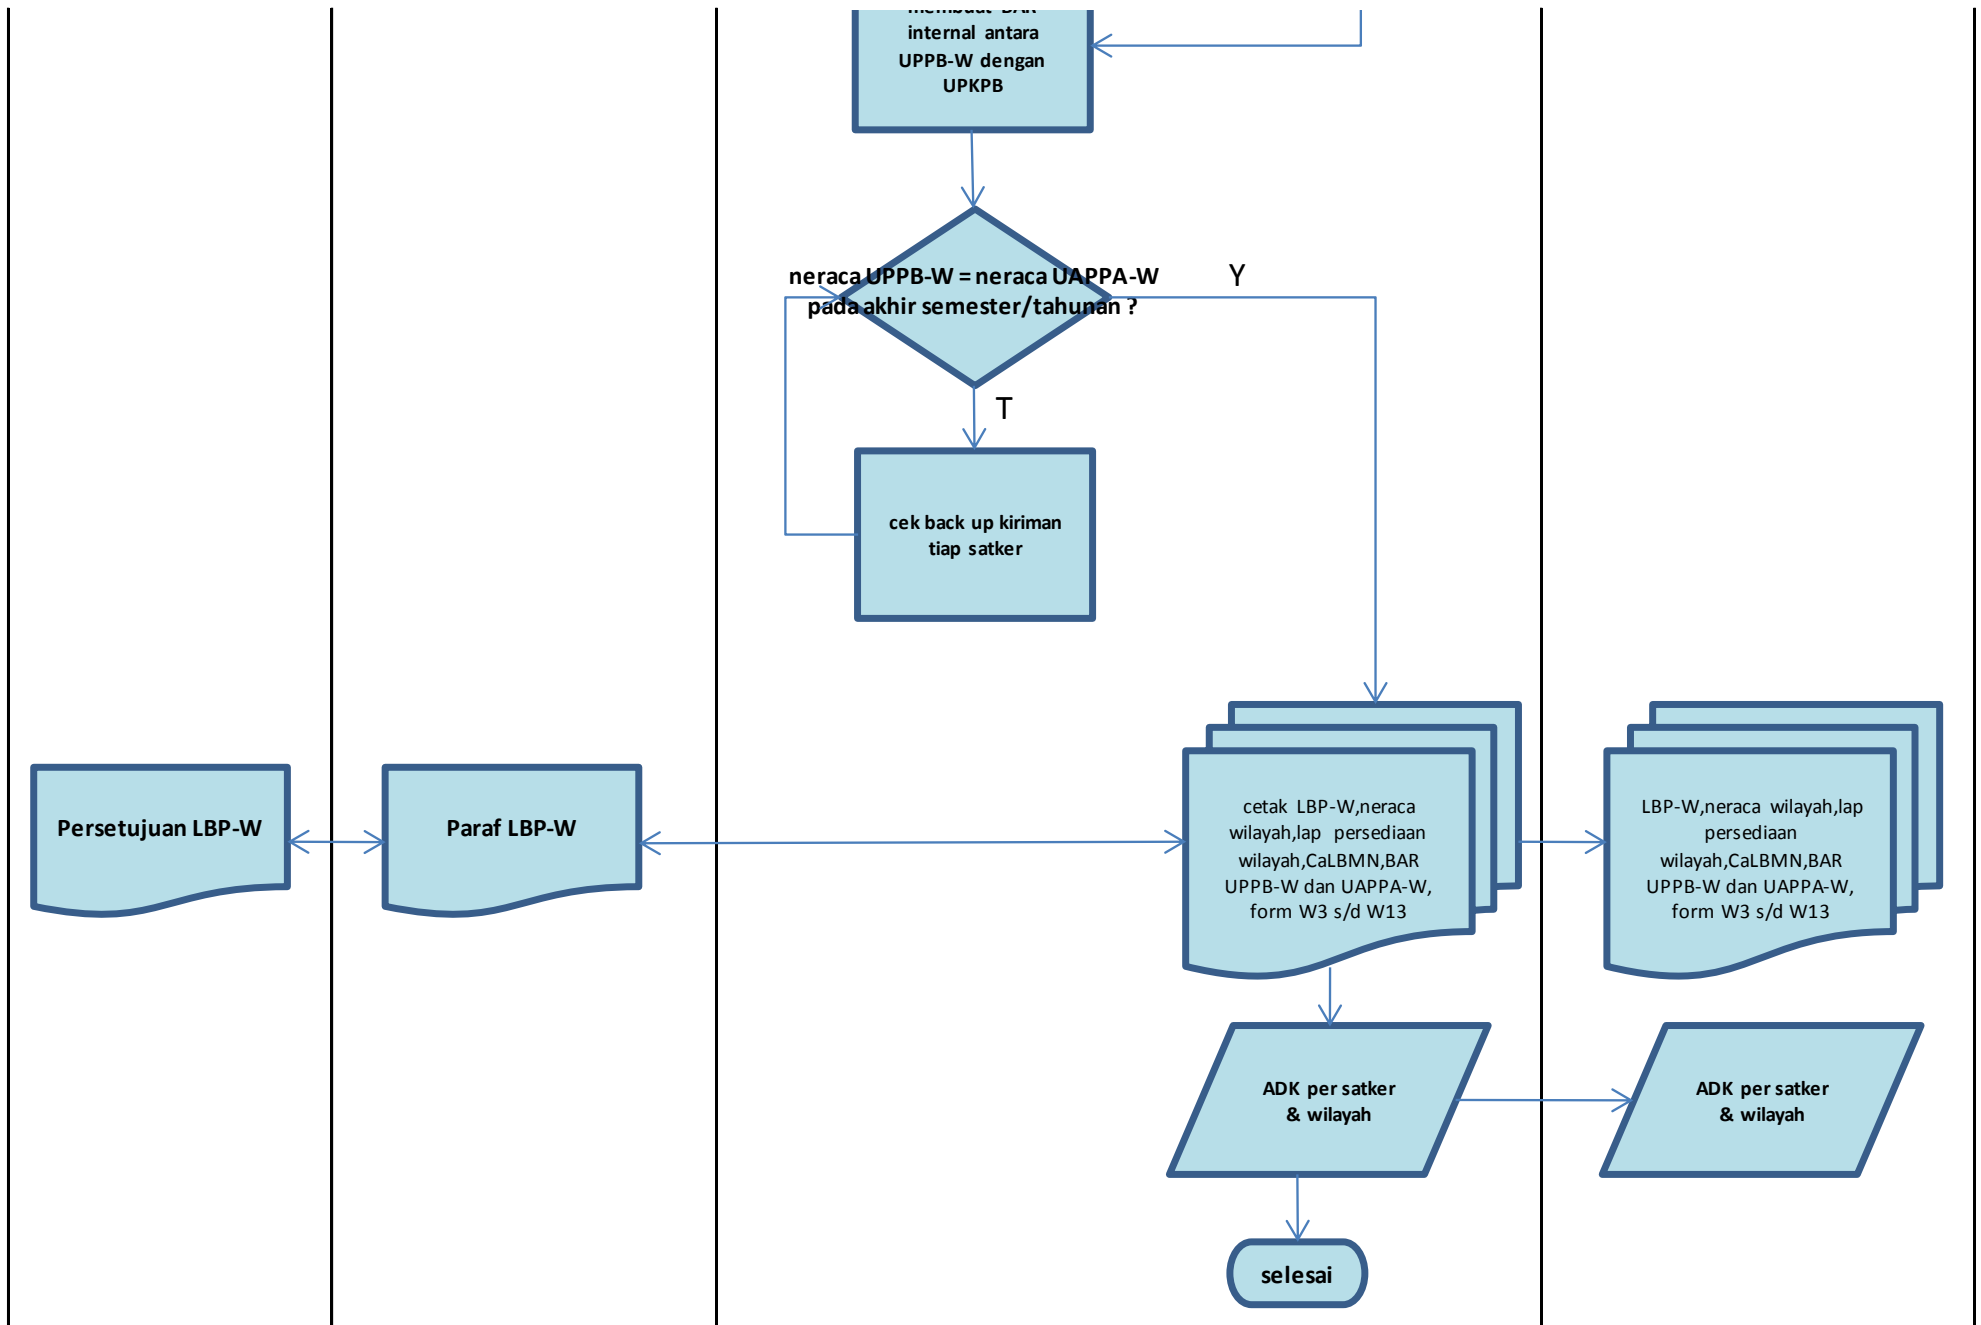 membuat BAR
internal antara
UPPB-W dengan
UPKPB
neraca UPPB-W = neraca UAPPA-W
pada akhir semester/tahunan ?
Y
T
cek back up kiriman
tiap satker
Persetujuan LBP-W
Paraf LBP-W
cetak LBP-W,neraca
wilayah,lap persediaan
wilayah,CaLBMN,BAR
UPPB-W dan UAPPA-W,
form W3 s/d W13
LBP-W,neraca wilayah,lap
persediaan
wilayah,CaLBMN,BAR
UPPB-W dan UAPPA-W,
form W3 s/d W13
ADK per satker
& wilayah
ADK per satker
& wilayah
selesai